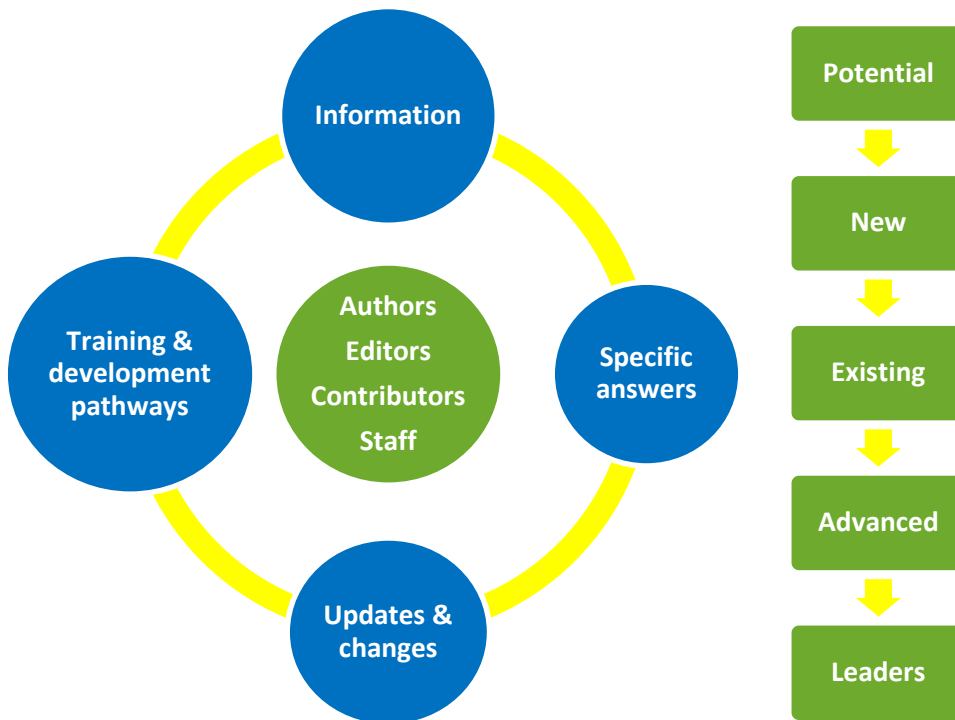 Information
Training &
development
pathways
Authors
Editors
Contributors
Staff
Specific
answers
Updates &
changes
Potential
New
Existing
Advanced
Leaders